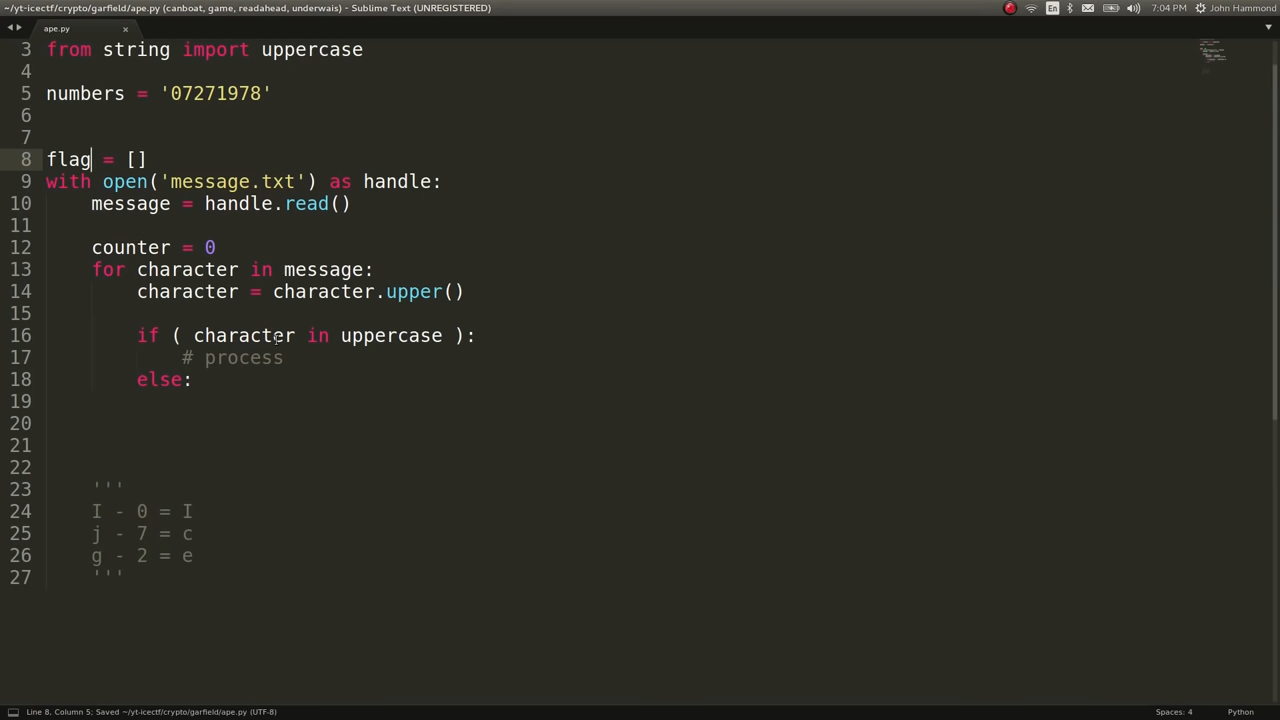 ~/yt-icectf/crypto/garfield/ape.py (canboat, game, readahead, underwais) - Sublime Text (UNREGISTERED)
En
7:04 PM
John Hammond
ape.py
3 from string import uppercase
4
5 numbers = '07271978'
6
7
8 flag = []
9 with open('message.txt') as handle:
10 message = handle.read()
11
12 counter = 0
13 for character in message:
14 character = character.upper()
15
16 if ( character in uppercase ):
17 # process
18 else:
19
20
21
22
23 '''
24 I - 0 = I
25 j - 7 = c
26 g - 2 = e
27 '''
Line 8, Column 5; Saved ~/yt-icectf/crypto/garfield/ape.py (UTF-8)
Spaces: 4
Python